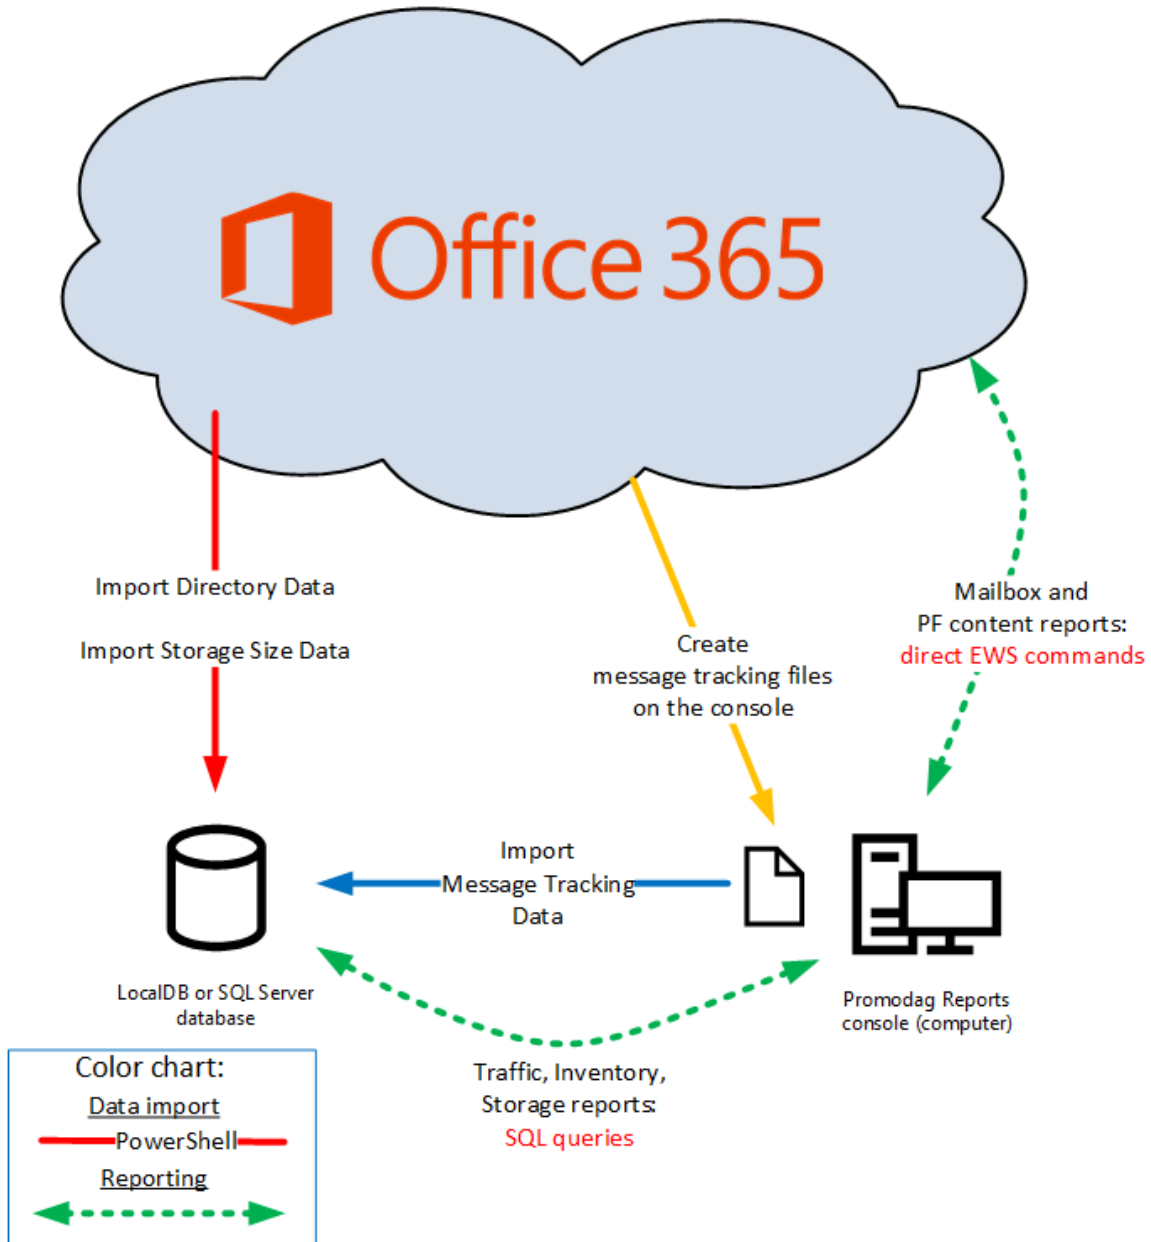 Office 365
Import Directory Data
Import Storage Size Data
Create
message tracking files
on the console
Mailbox and
PF content reports:
direct EWS commands
Import
Message Tracking
Data
LocalDB or SQL Server
database
Promodag Reports
console (computer)
Traffic, Inventory,
Storage reports:
SQL queries
Color chart:
Data import
PowerShell
Reporting